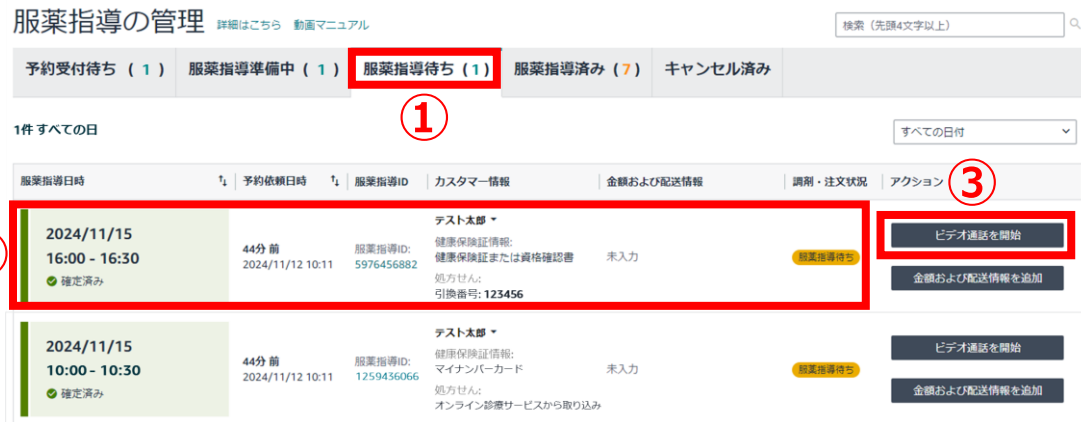 服薬指導の管理 詳細はこちら 動画マニュアル
検索（先頭4文字以上）
予約受付待ち ( 1 ) 服薬指導準備中 ( 1 ) 服薬指導待ち ( 1 ) 服薬指導済み ( 7 ) キャンセル済み
①
1件 すべての日
すべての日付
服薬指導日時 予約依頼日時 服薬指導ID カスタマー情報 金額および配送情報 調剤・注文状況 アクション
③
2024/11/15
16:00 - 16:30
確定済み
44分 前
2024/11/12 10:11
服薬指導ID:
5976456882
テスト太郎
健康保険証情報:
健康保険証または資格確認書
処方せん:
引換番号: 123456
未入力
服薬指導待ち
ビデオ通話を開始
金額および配送情報を追加
2024/11/15
10:00 - 10:30
確定済み
44分 前
2024/11/12 10:11
服薬指導ID:
1259436066
テスト太郎
健康保険証情報:
マイナンバーカード
処方せん:
オンライン診療サービスから取り込み
未入力
服薬指導待ち
ビデオ通話を開始
金額および配送情報を追加